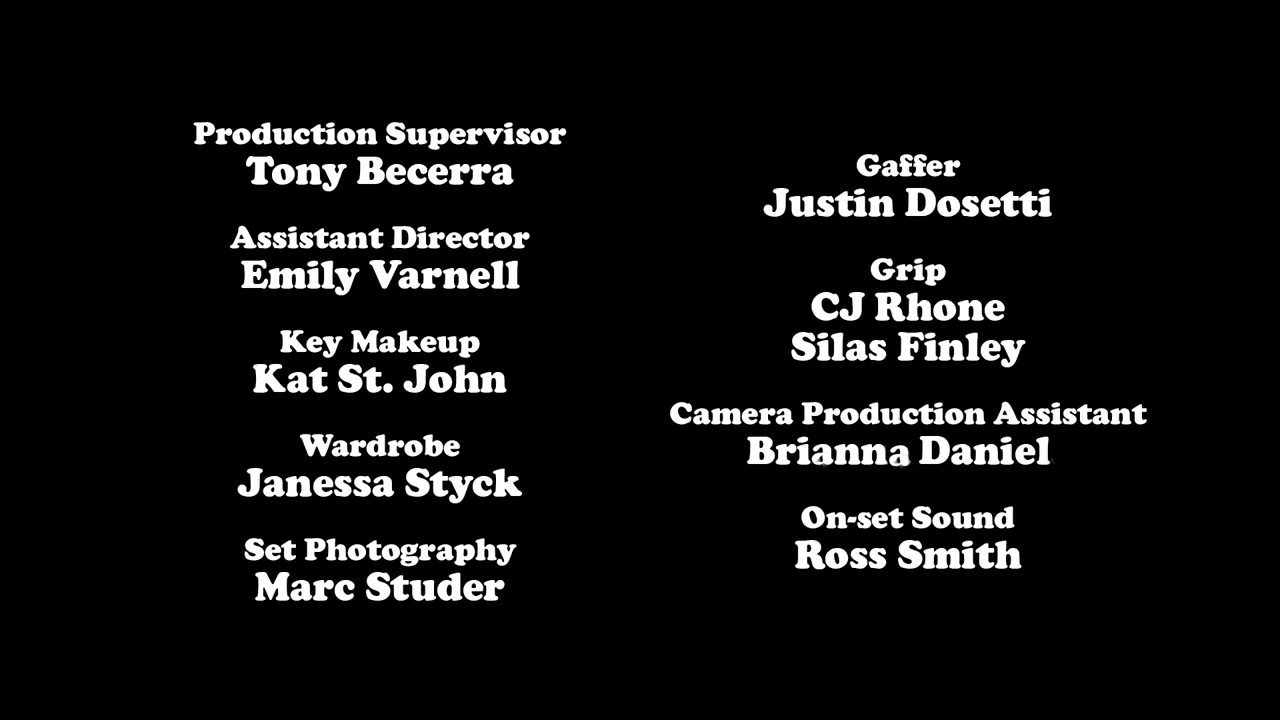 Production Supervisor
Tony Becerra
Assistant Director
Emily Varnell
Key Makeup
Kat St. John
Wardrobe
Janessa Styck
Set Photography
Marc Studer
Gaffer
Justin Dosetti
Grip
CJ Rhone
Silas Finley
Camera Production Assistant
Brianna Daniel
On-set Sound
Ross Smith